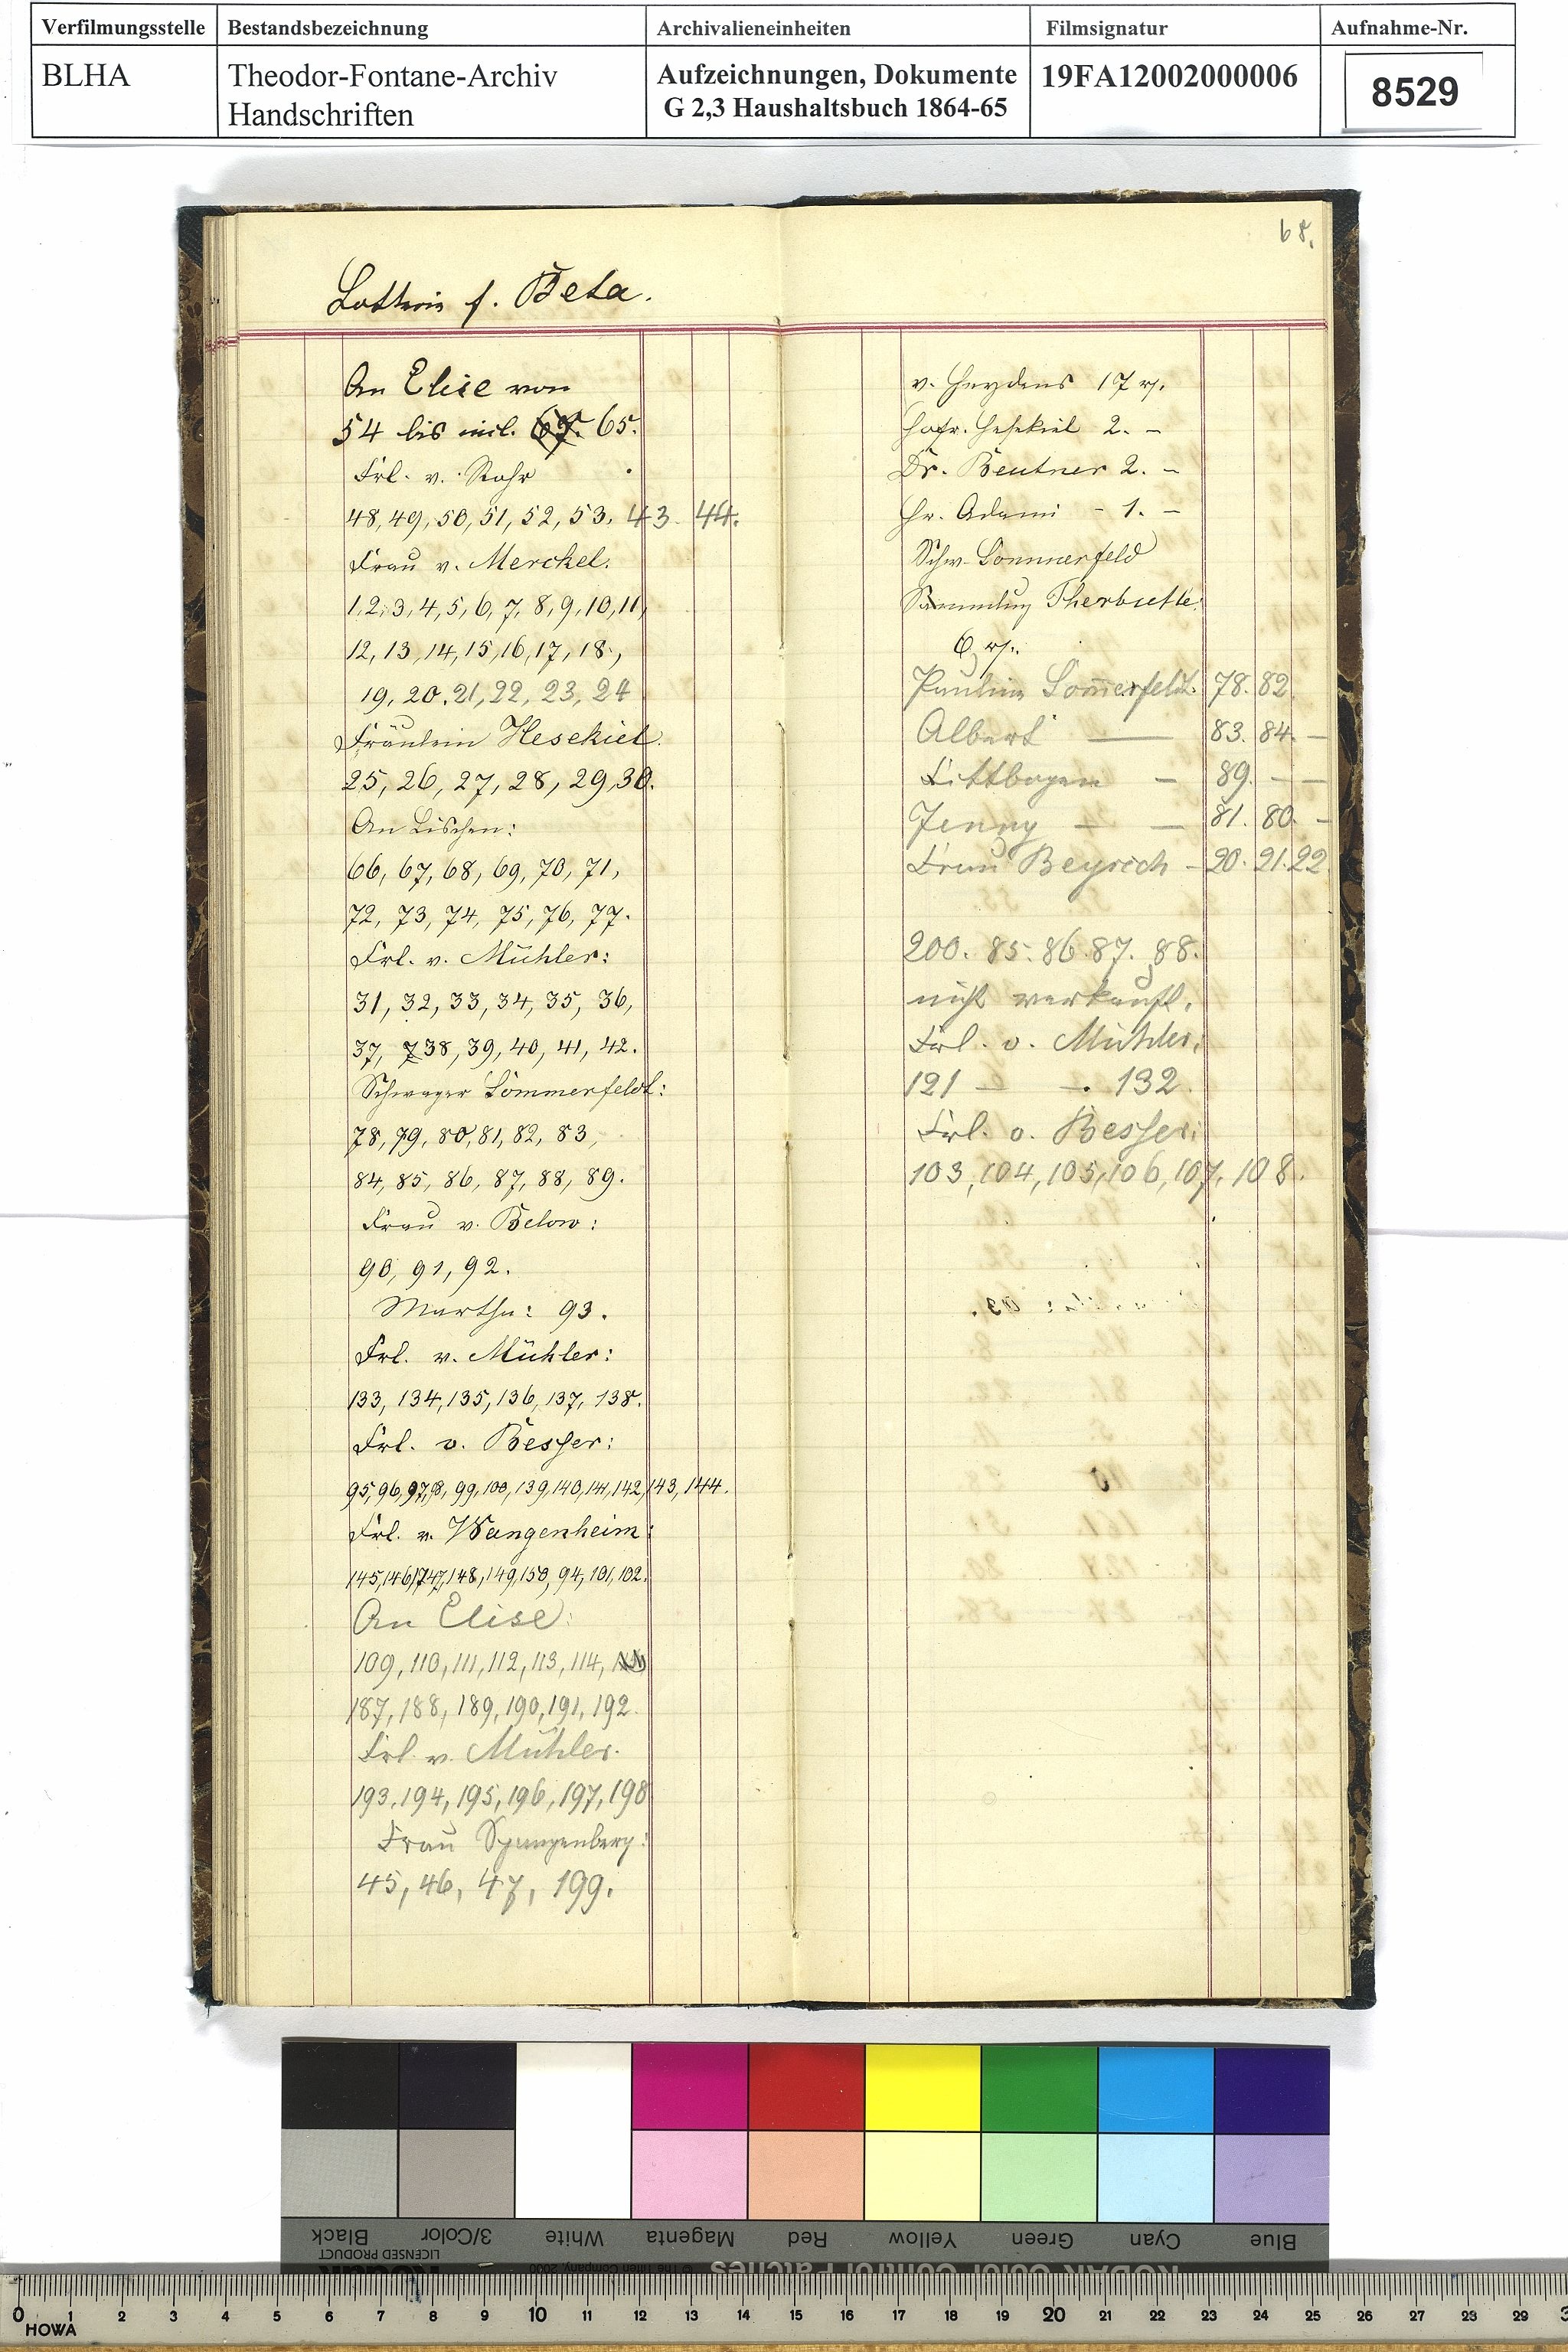 Verfilmungsstelle Bestandsbezeichnung Archivalieneinheiten Filmsignatur Aufnahme-Nr.
BLHA Theodor-Fontane-Archiv Handschriften Aufzeichnungen, Dokumente G 2,3 Haushaltsbuch 1864-65 19FA12002000006 8529
Lotterie f. Beta.
An Elise von
54 bis incl. 65.
Frl. v. Rohr
48, 49, 50, 51, 52, 53. 43. 44.
Frau v. Merckel.
1, 2, 3, 4, 5, 6, 7, 8, 9, 10, 11,
12, 13, 14, 15, 16, 17, 18,
19, 20, 21, 22, 23, 24
Fräulein Hesekiel.
25, 26, 27, 28, 29, 30.
An Lischen:
66, 67, 68, 69, 70, 71,
72, 73, 74, 75, 76, 77.
Frl. v. Mühler:
31, 32, 33, 34, 35, 36,
37, 38, 39, 40, 41, 42.
Schwager Sommerfeldt:
78, 79, 80, 81, 82, 83,
84, 85, 86, 87, 88, 89.
Frau v. Below:
90, 91, 92.
Martha: 93.
Frl. v. Mühler:
133, 134, 135, 136, 137, 138.
Frl. v. Besser:
95, 96, 97, 98, 99, 100, 139, 140, 141, 142, 143, 144.
Frl. v. Wangenheim:
145, 146, 147, 148, 149, 150, 94, 101, 102.
An Elise:
109, 110, 111, 112, 113, 114,
187, 188, 189, 190, 191, 192.
Frl. v. Mühler.
193, 194, 195, 196, 197, 198
Frau Spangenberg:
45, 46, 47, 199.
68.
v. Heydens 17
Hofr. Hesekiel 2. –
Dr. Beutner 2. –
Hr. Adami – 1. –
Schw. Sommerfeld
Sammlung Therbutte
6
Pauline Sommerfeldt. 78. 82.
Albert — 83. 84. –
Littbogen – 89. – –
Jenny – – 81. 80. –
Frau Beyrich – 20. 21. 22
200. 85. 86. 87. 88.
nicht verkauft.
Frl. v. Mühler:
121 – – 132.
Frl. v. Besser:
103, 104, 105, 106, 107, 108.
Black 3/Color White Magenta Red Yellow Green Cyan Blue
LICENSED PRODUCT
Kodak © The Tiffen Company, 2000 KODAK Color Control Patches
0 1 2 3 4 5 6 7 8 9 10 11 12 13 14 15 16 17 18 19 20 21 22 23 24 25 26 27 28 29 3
HOWA